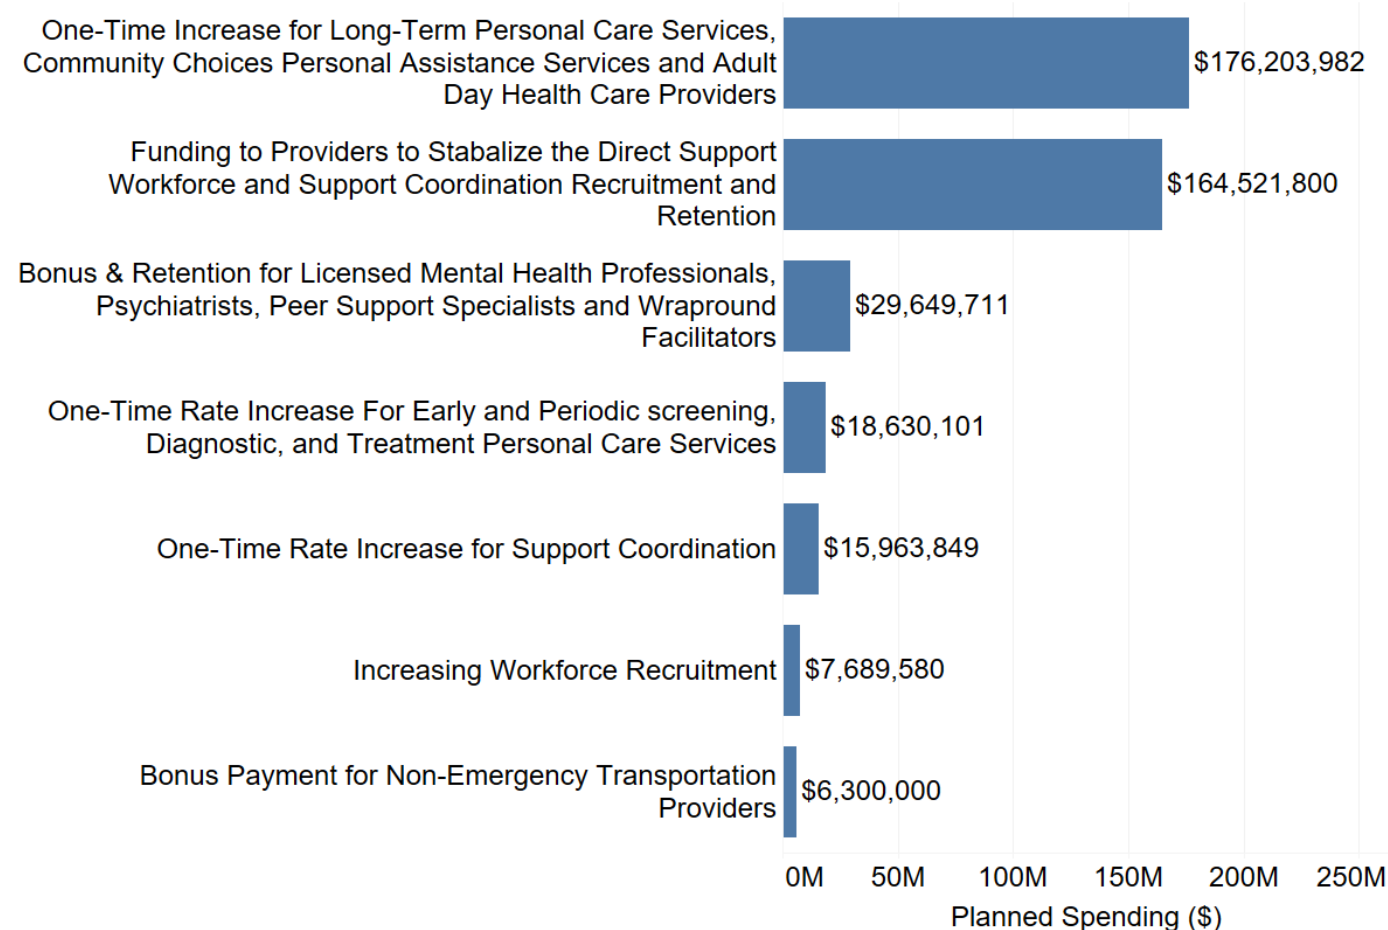 One-Time Increase for Long-Term Personal Care Services,
Community Choices Personal Assistance Services and Adult
Day Health Care Providers
$176,203,982
Funding to Providers to Stabalize the Direct Support
Workforce and Support Coordination Recruitment and
Retention
$164,521,800
Bonus & Retention for Licensed Mental Health Professionals,
Psychiatrists, Peer Support Specialists and Wrapround
Facilitators
$29,649,711
One-Time Rate Increase For Early and Periodic screening,
Diagnostic, and Treatment Personal Care Services
$18,630,101
One-Time Rate Increase for Support Coordination
$15,963,849
Increasing Workforce Recruitment
$7,689,580
Bonus Payment for Non-Emergency Transportation
Providers
$6,300,000
0M 50M 100M 150M 200M 250M
Planned Spending ($)